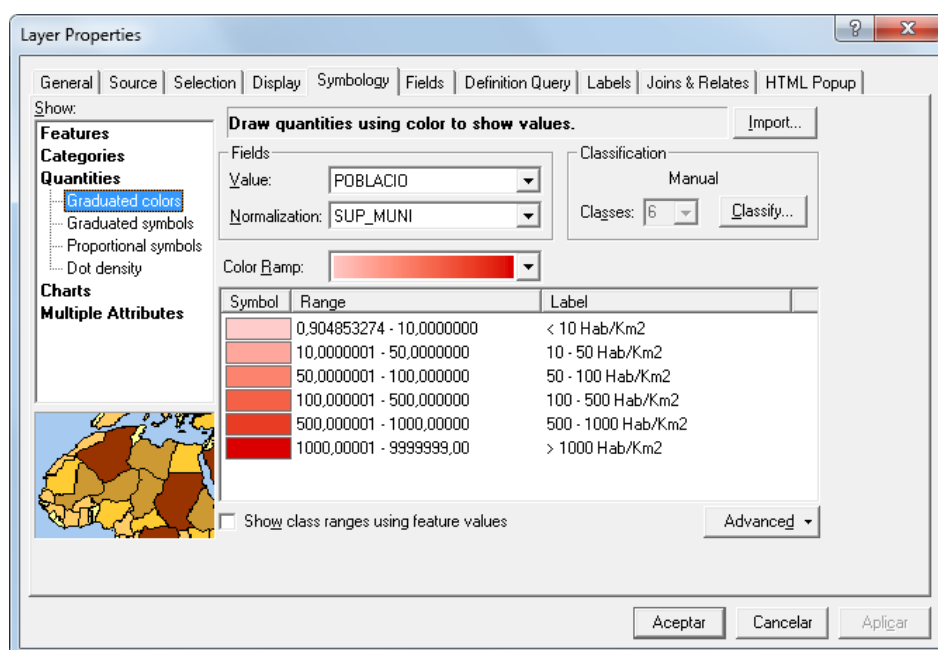 Layer Properties
General Source Selection Display Symbology Fields Definition Query Labels Joins & Relates HTML Popup
Show:
Features
Categories
Quantities
Graduated colors
Graduated symbols
Proportional symbols
Dot density
Charts
Multiple Attributes
Draw quantities using color to show values.
Import...
Fields
Value: POBLACIO
Normalization: SUP_MUNI
Classification
Manual
Classes: 6 Classify...
Color Ramp:
Symbol Range Label
0,904853274 - 10,0000000 < 10 Hab/Km2
10,0000001 - 50,0000000 10 - 50 Hab/Km2
50,0000001 - 100,000000 50 - 100 Hab/Km2
100,000001 - 500,000000 100 - 500 Hab/Km2
500,000001 - 1000,00000 500 - 1000 Hab/Km2
1000,00001 - 9999999,00 > 1000 Hab/Km2
Show class ranges using feature values
Advanced
Aceptar Cancelar Aplicar